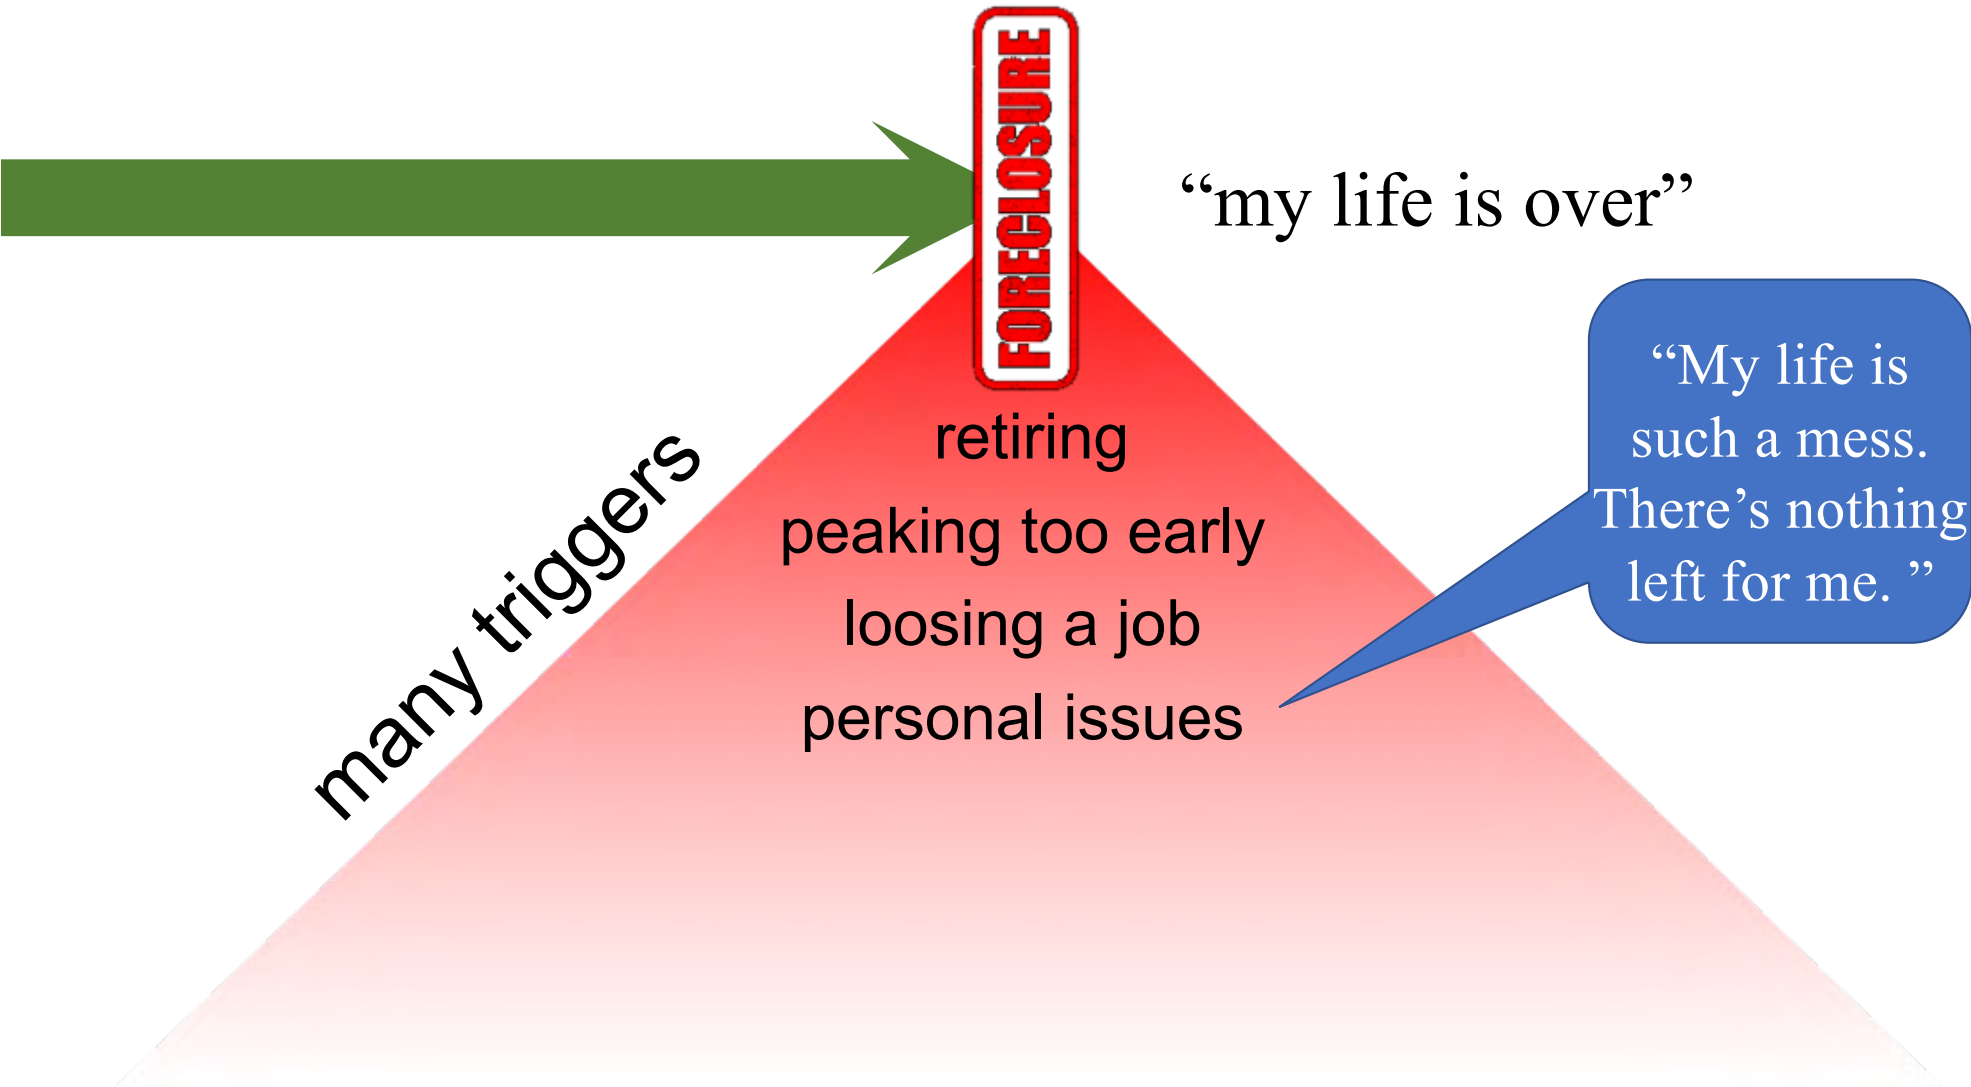 FORECLOSURE
“my life is over”
“My life is
such a mess.
There’s nothing
left for me. ”
many triggers
retiring
peaking too early
loosing a job
personal issues